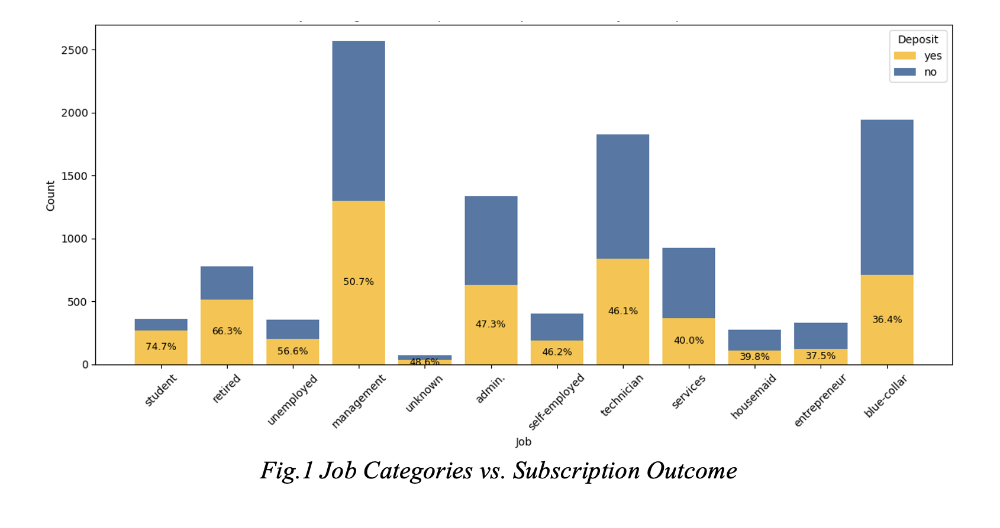 Deposit
yes
no
2500
2000
1500
1000
500
0
Count
74.7%
66.3%
56.6%
50.7%
48.6%
47.3%
46.2%
46.1%
40.0%
39.8%
37.5%
36.4%
student
retired
unemployed
management
unknown
admin.
self-employed
technician
services
housemaid
entrepreneur
blue-collar
Job
Fig.1 Job Categories vs. Subscription Outcome